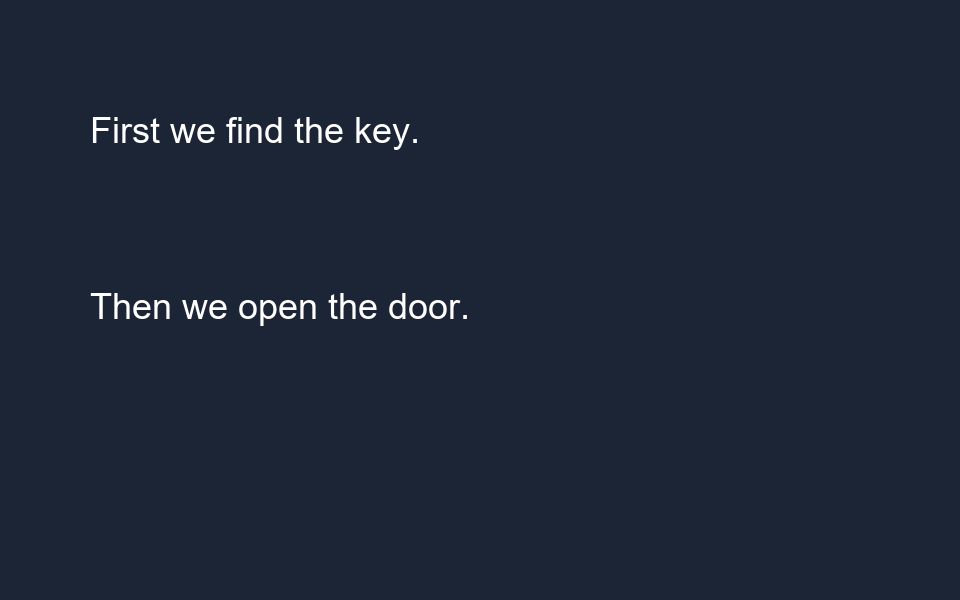 First we find the key.
Then we open the door.